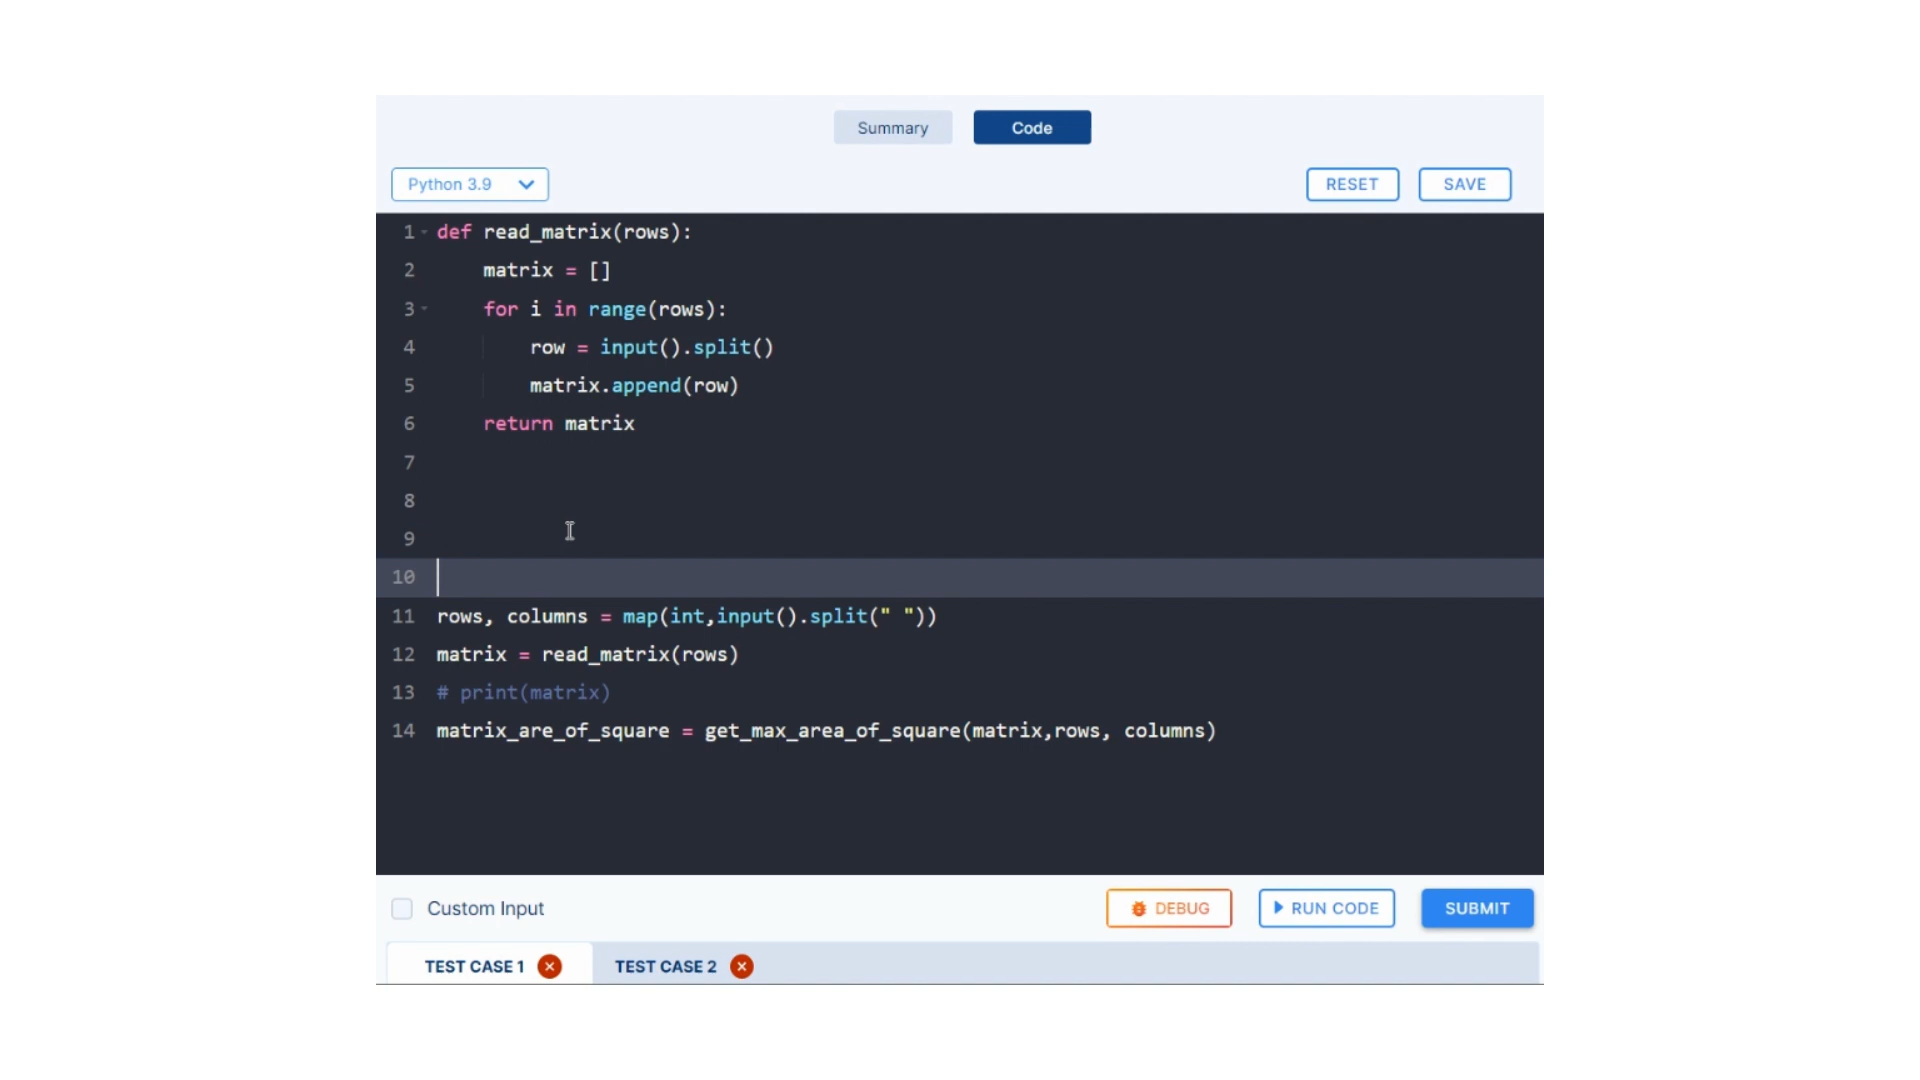 Summary Code
Python 3.9 RESET SAVE
1 def read_matrix(rows):
2     matrix = []
3     for i in range(rows):
4         row = input().split()
5         matrix.append(row)
6     return matrix
7
8
9
10
11 rows, columns = map(int,input().split(" "))
12 matrix = read_matrix(rows)
13 # print(matrix)
14 matrix_are_of_square = get_max_area_of_square(matrix,rows, columns)
Custom Input DEBUG RUN CODE SUBMIT
TEST CASE 1 TEST CASE 2